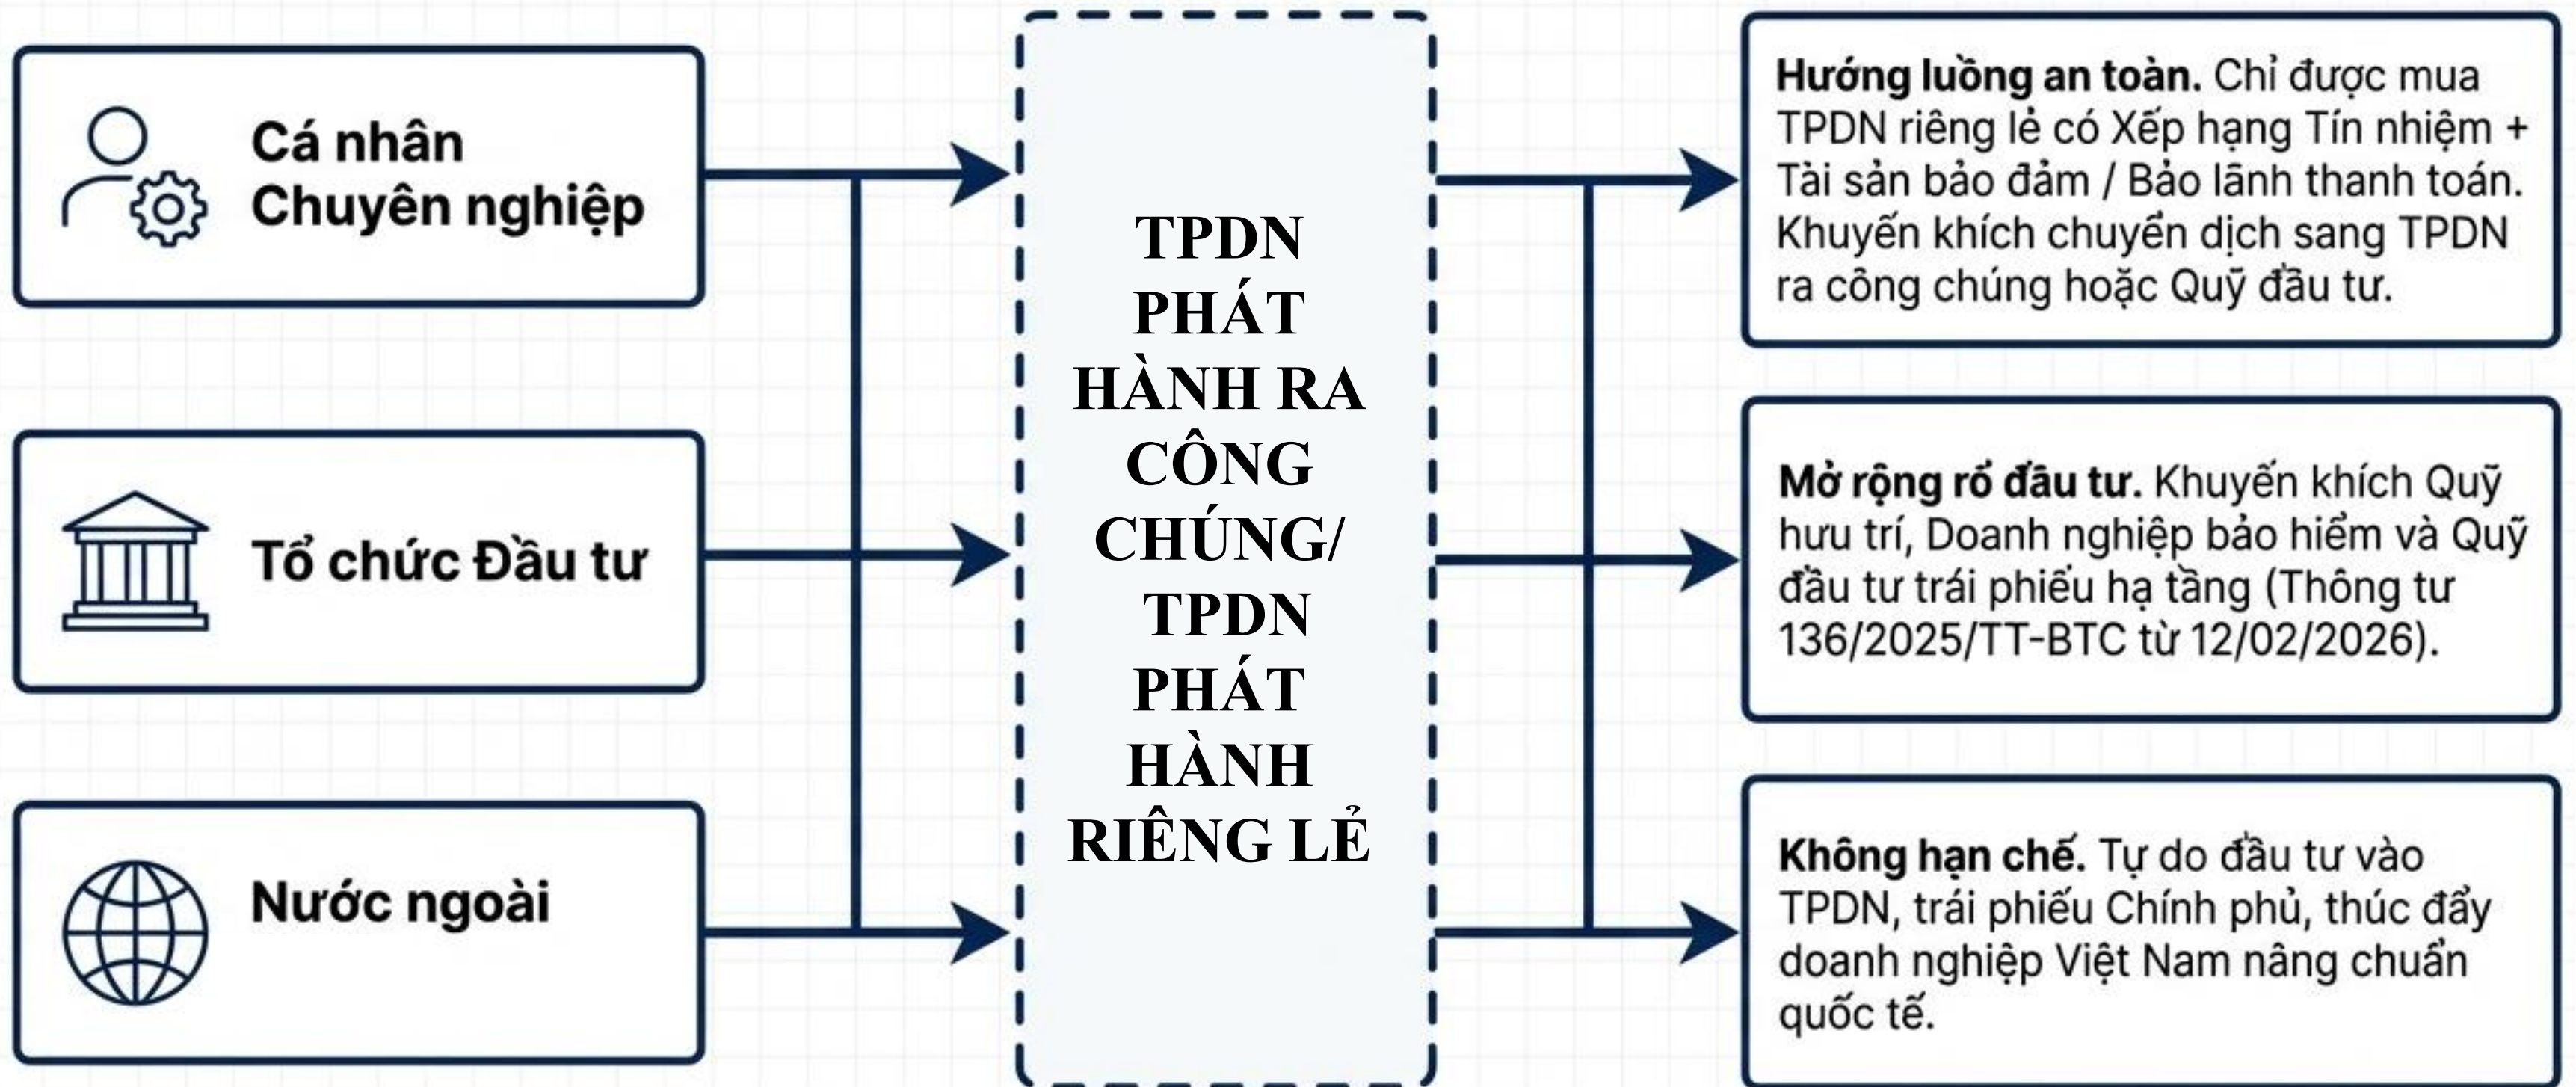 Cá nhân
Chuyên nghiệp
Tổ chức Đầu tư
Nước ngoài
TPDN
PHÁT
HÀNH RA
CÔNG
CHÚNG/
TPDN
PHÁT
HÀNH
RIÊNG LẺ
Hướng luồng an toàn. Chỉ được mua
TPDN riêng lẻ có Xếp hạng Tín nhiệm +
Tài sản bảo đảm / Bảo lãnh thanh toán.
Khuyến khích chuyển dịch sang TPDN
ra công chúng hoặc Quỹ đầu tư.
Mở rộng rổ đầu tư. Khuyến khích Quỹ
hưu trí, Doanh nghiệp bảo hiểm và Quỹ
đầu tư trái phiếu hạ tầng (Thông tư
136/2025/TT-BTC từ 12/02/2026).
Không hạn chế. Tự do đầu tư vào
TPDN, trái phiếu Chính phủ, thúc đẩy
doanh nghiệp Việt Nam nâng chuẩn
quốc tế.